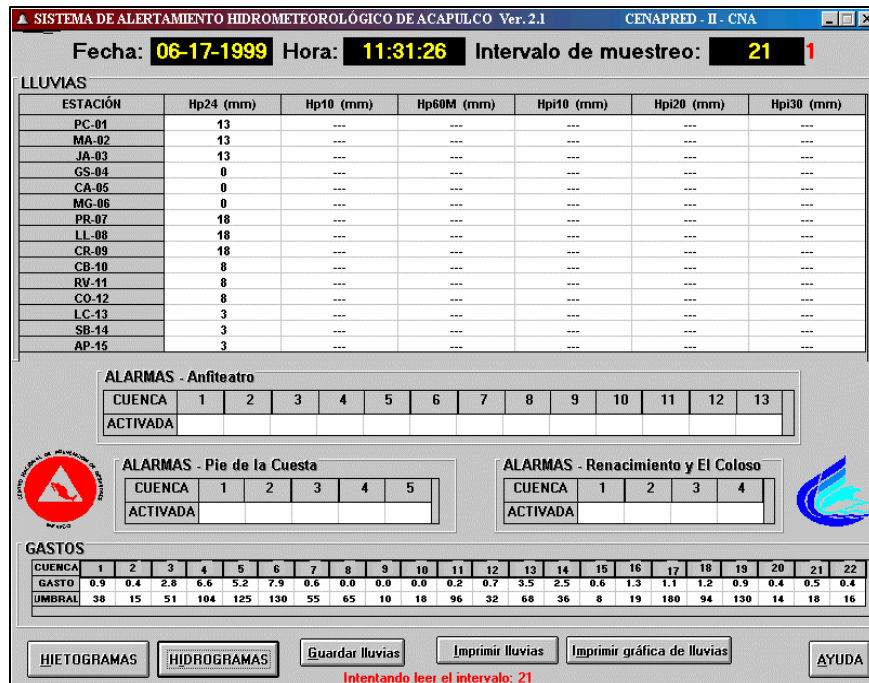 SISTEMA DE ALERTAMIENTO HIDROMETEOROLÓGICO DE ACAPULCO Ver. 2.1 CENAPRED - II - CNA
Fecha: 06-17-1999 Hora: 11:31:26 Intervalo de muestreo: 21 1
LLUVIAS
ESTACIÓN Hp24 (mm) Hp10 (mm) Hp60M (mm) Hpi10 (mm) Hpi20 (mm) Hpi30 (mm)
PC-01 13 --- --- --- --- ---
MA-02 13 --- --- --- --- ---
JA-03 13 --- --- --- --- ---
GS-04 0 --- --- --- --- ---
CA-05 0 --- --- --- --- ---
MG-06 0 --- --- --- --- ---
PR-07 18 --- --- --- --- ---
LL-08 18 --- --- --- --- ---
CR-09 18 --- --- --- --- ---
CB-10 8 --- --- --- --- ---
RV-11 8 --- --- --- --- ---
CO-12 8 --- --- --- --- ---
LC-13 3 --- --- --- --- ---
SB-14 3 --- --- --- --- ---
AP-15 3 --- --- --- --- ---
ALARMAS - Anfiteatro
CUENCA 1 2 3 4 5 6 7 8 9 10 11 12 13
ACTIVADA
ALARMAS - Pie de la Cuesta
CUENCA 1 2 3 4 5
ACTIVADA
ALARMAS - Renacimiento y El Coloso
CUENCA 1 2 3 4
ACTIVADA
CENTRO NACIONAL DE PREVENCION DE DESASTRES
MEXICO
GASTOS
CUENCA 1 2 3 4 5 6 7 8 9 10 11 12 13 14 15 16 17 18 19 20 21 22
GASTO 0.9 0.4 2.8 6.6 5.2 7.9 0.6 0.0 0.0 0.0 0.2 0.7 3.5 2.5 0.6 1.3 1.1 1.2 0.9 0.4 0.5 0.4
UMBRAL 38 15 51 104 125 130 55 65 10 18 96 32 68 36 8 19 180 94 130 14 18 16
HIETOGRAMAS HIDROGRAMAS Guardar lluvias Imprimir lluvias Imprimir gráfica de lluvias AYUDA
Intentando leer el intervalo: 21